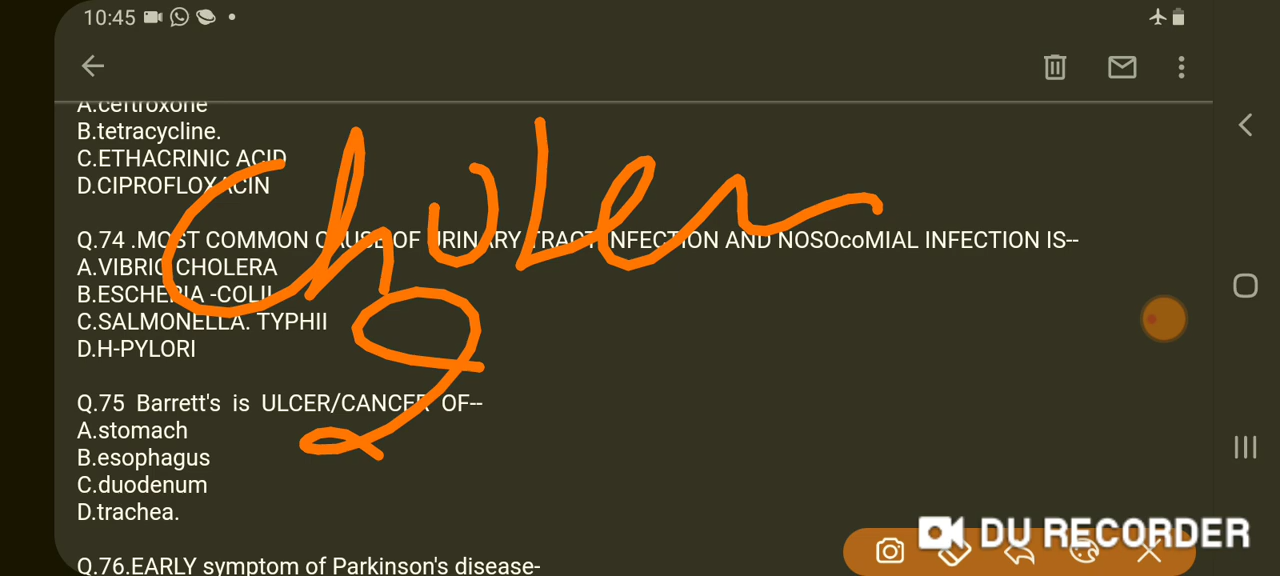 10:45
A.ceftroxone
B.tetracycline.
C.ETHACRINIC ACID
D.CIPROFLOXACIN
Q.74 .MOST COMMON CAUSE OF URINARY TRACT INFECTION AND NOSOcoMIAL INFECTION IS--
A.VIBRIO CHOLERA
B.ESCHERIA -COLII
C.SALMONELLA. TYPHII
D.H-PYLORI
Q.75 Barrett's is ULCER/CANCER OF--
A.stomach
B.esophagus
C.duodenum
D.trachea.
Q.76.EARLY symptom of Parkinson's disease-
DU RECORDER